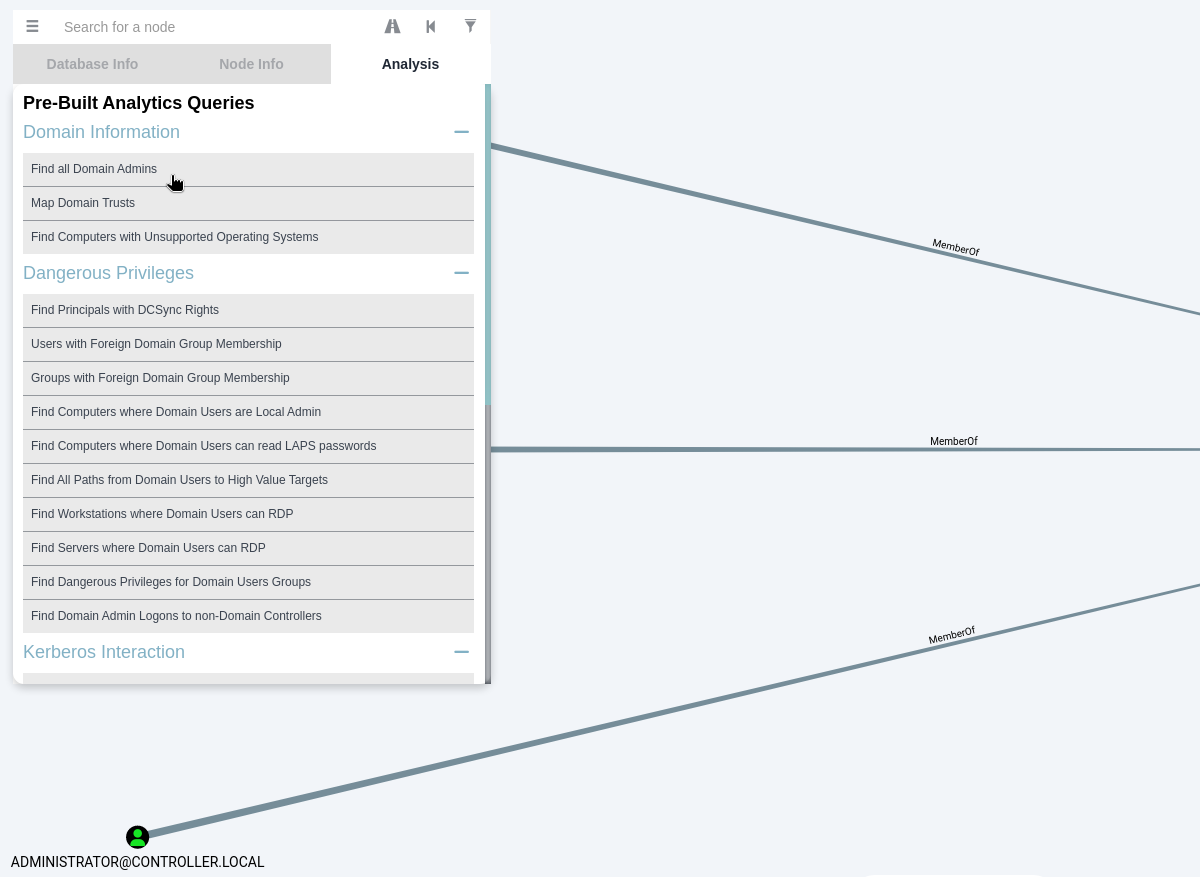 Search for a node
Database Info
Node Info
Analysis
Pre-Built Analytics Queries
Domain Information
Find all Domain Admins
Map Domain Trusts
Find Computers with Unsupported Operating Systems
Dangerous Privileges
Find Principals with DCSync Rights
Users with Foreign Domain Group Membership
Groups with Foreign Domain Group Membership
Find Computers where Domain Users are Local Admin
Find Computers where Domain Users can read LAPS passwords
Find All Paths from Domain Users to High Value Targets
Find Workstations where Domain Users can RDP
Find Servers where Domain Users can RDP
Find Dangerous Privileges for Domain Users Groups
Find Domain Admin Logons to non-Domain Controllers
Kerberos Interaction
MemberOf
MemberOf
MemberOf
ADMINISTRATOR@CONTROLLER.LOCAL